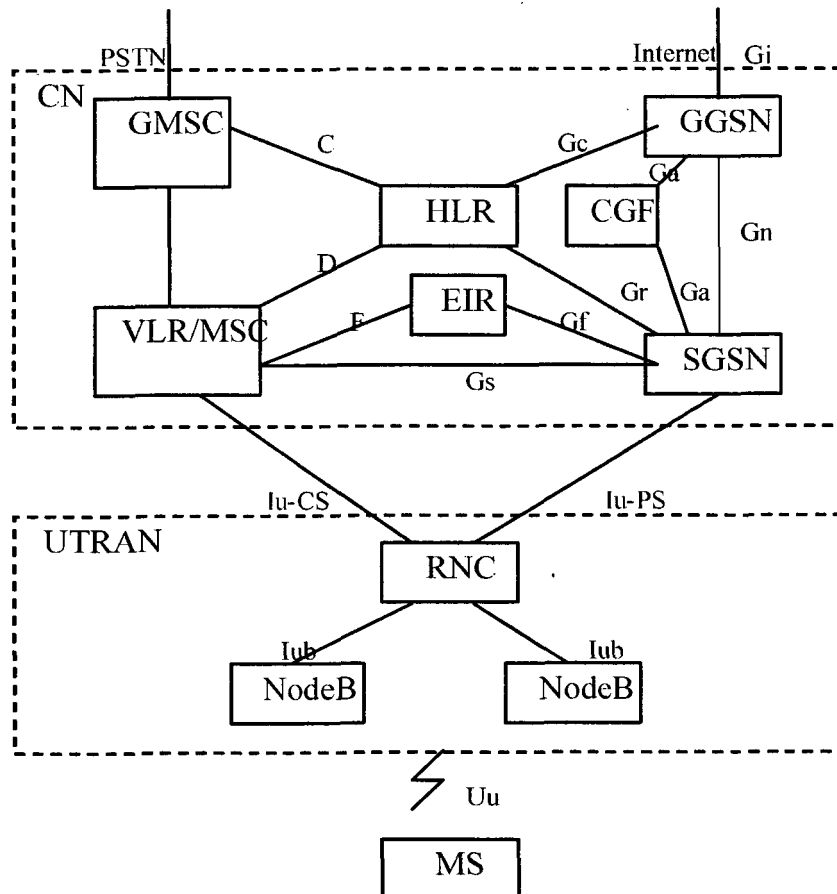 PSTN
Internet
Gi
CN
GMSC
GGSN
C
Gc
Ga
HLR
CGF
Gn
D
EIR
Gr
Ga
VLR/MSC
F
Gf
SGSN
Gs
Iu-CS
Iu-PS
UTRAN
RNC
Iub
Iub
NodeB
NodeB
Uu
MS